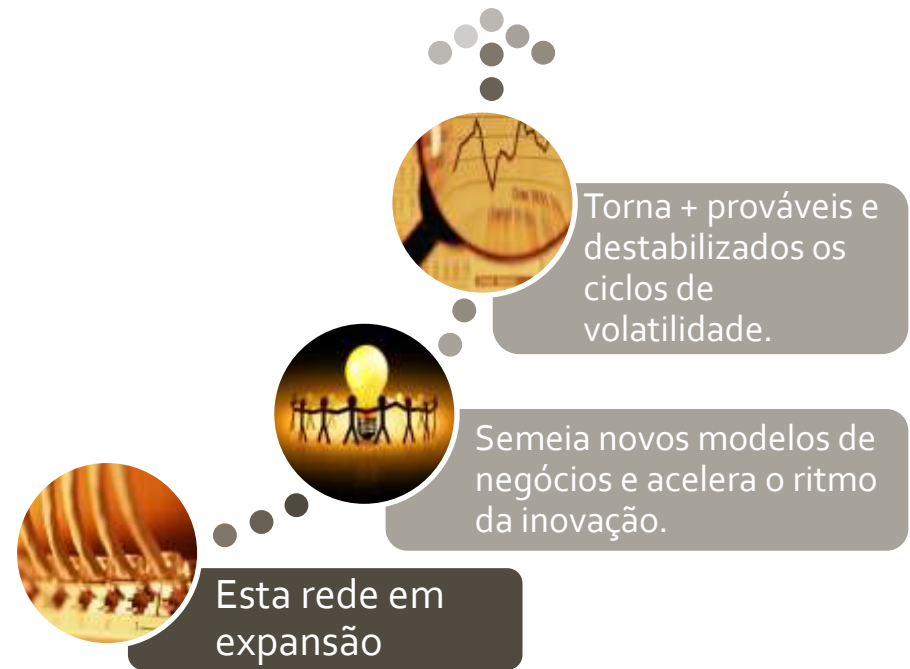 Torna + prováveis e
destabilizados os
ciclos de
volatilidade.
Semeia novos modelos de
negócios e acelera o ritmo
da inovação.
Esta rede em
expansão